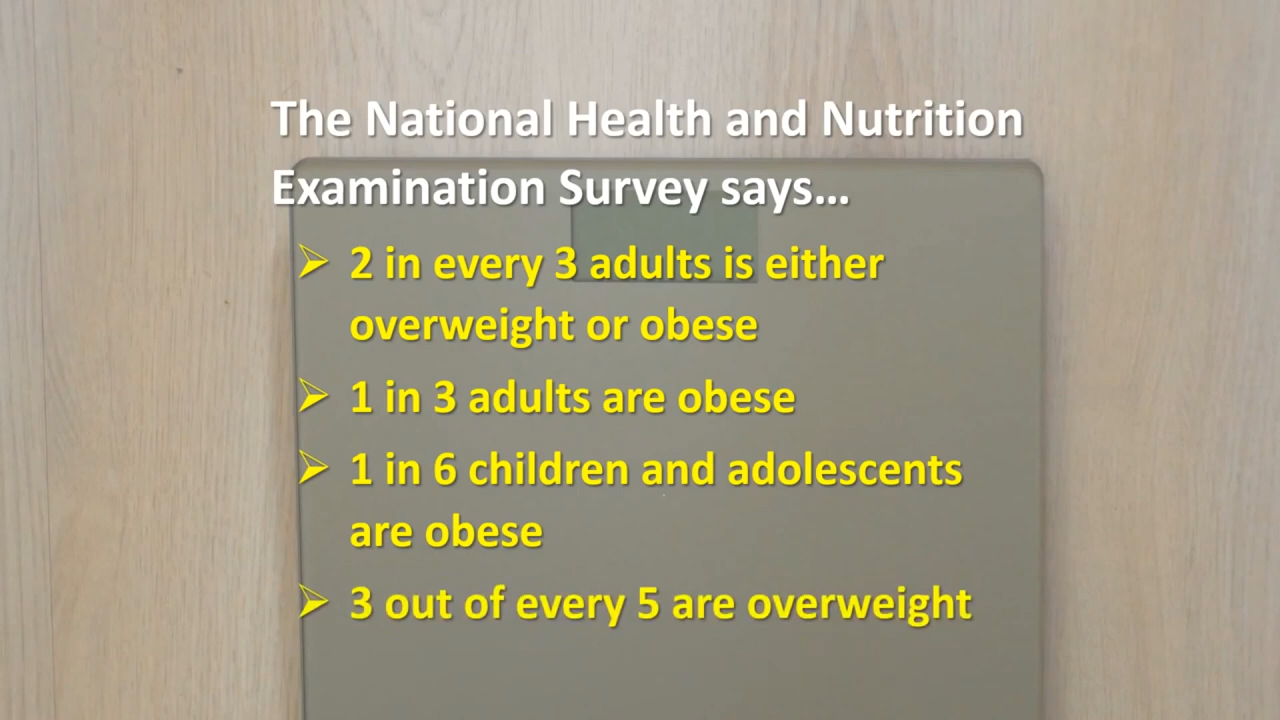 The National Health and Nutrition
Examination Survey says…
➢ 2 in every 3 adults is either
overweight or obese
➢ 1 in 3 adults are obese
➢ 1 in 6 children and adolescents
are obese
➢ 3 out of every 5 are overweight